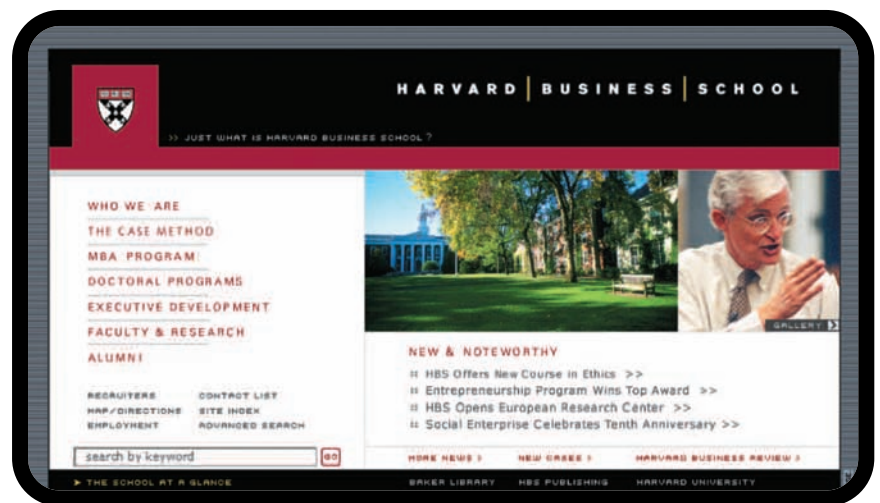 HARVARD BUSINESS SCHOOL
>> JUST WHAT IS HARVARD BUSINESS SCHOOL?
WHO WE ARE
THE CASE METHOD
MBA PROGRAM
DOCTORAL PROGRAMS
EXECUTIVE DEVELOPMENT
FACULTY & RESEARCH
ALUMNI
RECRUITERS CONTACT LIST
MAP/DIRECTIONS SITE INDEX
EMPLOYMENT ADVANCED SEARCH
search by keyword GO
GALLERY
NEW & NOTEWORTHY
HBS Offers New Course in Ethics >>
Entrepreneurship Program Wins Top Award >>
HBS Opens European Research Center >>
Social Enterprise Celebrates Tenth Anniversary >>
MORE NEWS NEW CASES HARVARD BUSINESS REVIEW
THE SCHOOL AT A GLANCE BAKER LIBRARY HBS PUBLISHING HARVARD UNIVERSITY